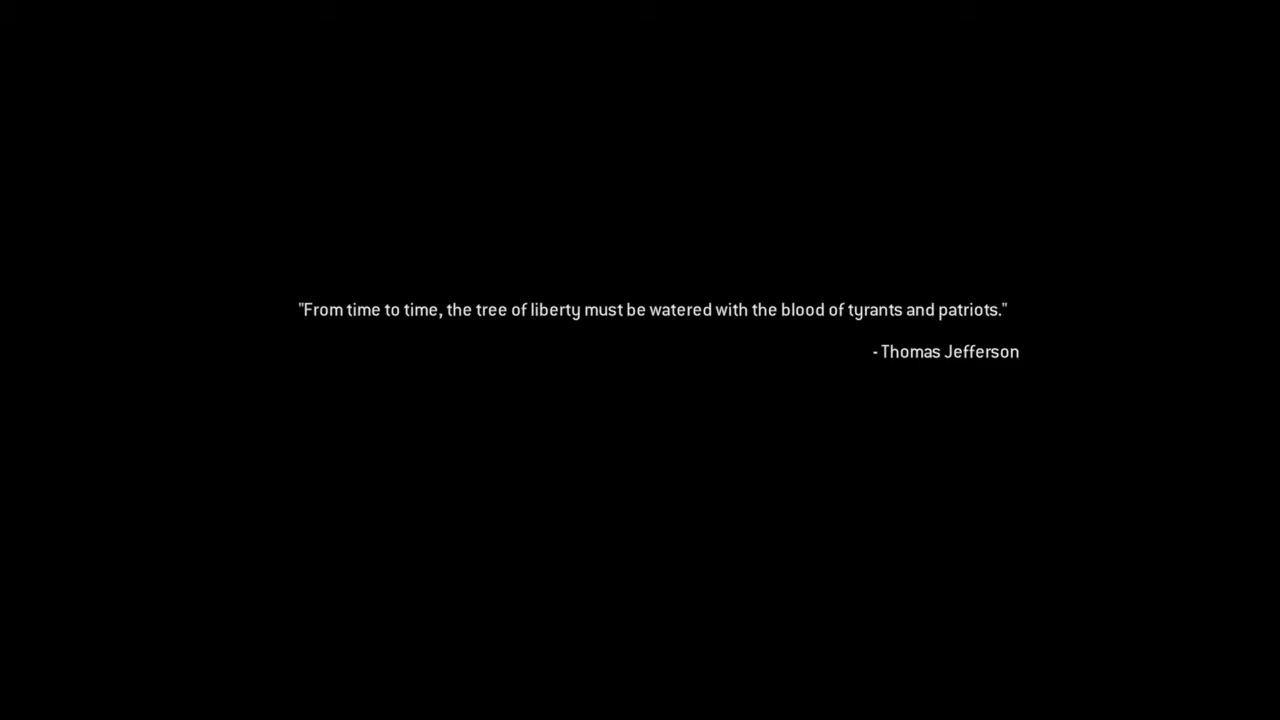 "From time to time, the tree of liberty must be watered with the blood of tyrants and patriots."
- Thomas Jefferson